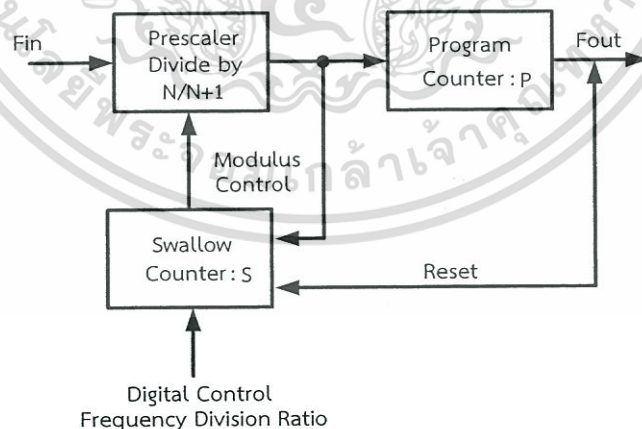 Fin
Prescaler
Divide by
N/N+1
Program
Counter : P
Fout
Modulus
Control
Swallow
Counter : S
Reset
Digital Control
Frequency Division Ratio